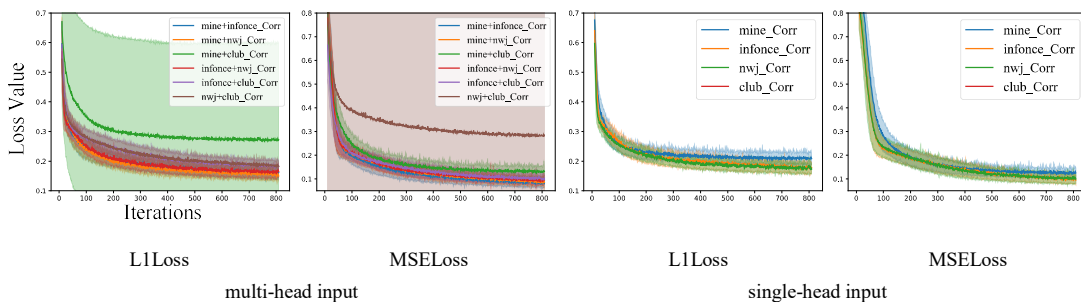 Loss Value
0.7
0.6
0.5
0.4
0.3
0.2
0.1
0 100 200 300 400 500 600 700 800
Iterations
mine+infonce_Corr
mine+nwj_Corr
mine+club_Corr
infonce+nwj_Corr
infonce+club_Corr
nwj+club_Corr
0.8
0.7
0.6
0.5
0.4
0.3
0.2
0.1
0 100 200 300 400 500 600 700 800
mine+infonce_Corr
mine+nwj_Corr
mine+club_Corr
infonce+nwj_Corr
infonce+club_Corr
nwj+club_Corr
0.7
0.6
0.5
0.4
0.3
0.2
0.1
0 100 200 300 400 500 600 700 800
mine_Corr
infonce_Corr
nwj_Corr
club_Corr
0.8
0.7
0.6
0.5
0.4
0.3
0.2
0.1
0 100 200 300 400 500 600 700 800
mine_Corr
infonce_Corr
nwj_Corr
club_Corr
L1Loss MSELoss L1Loss MSELoss
multi-head input single-head input